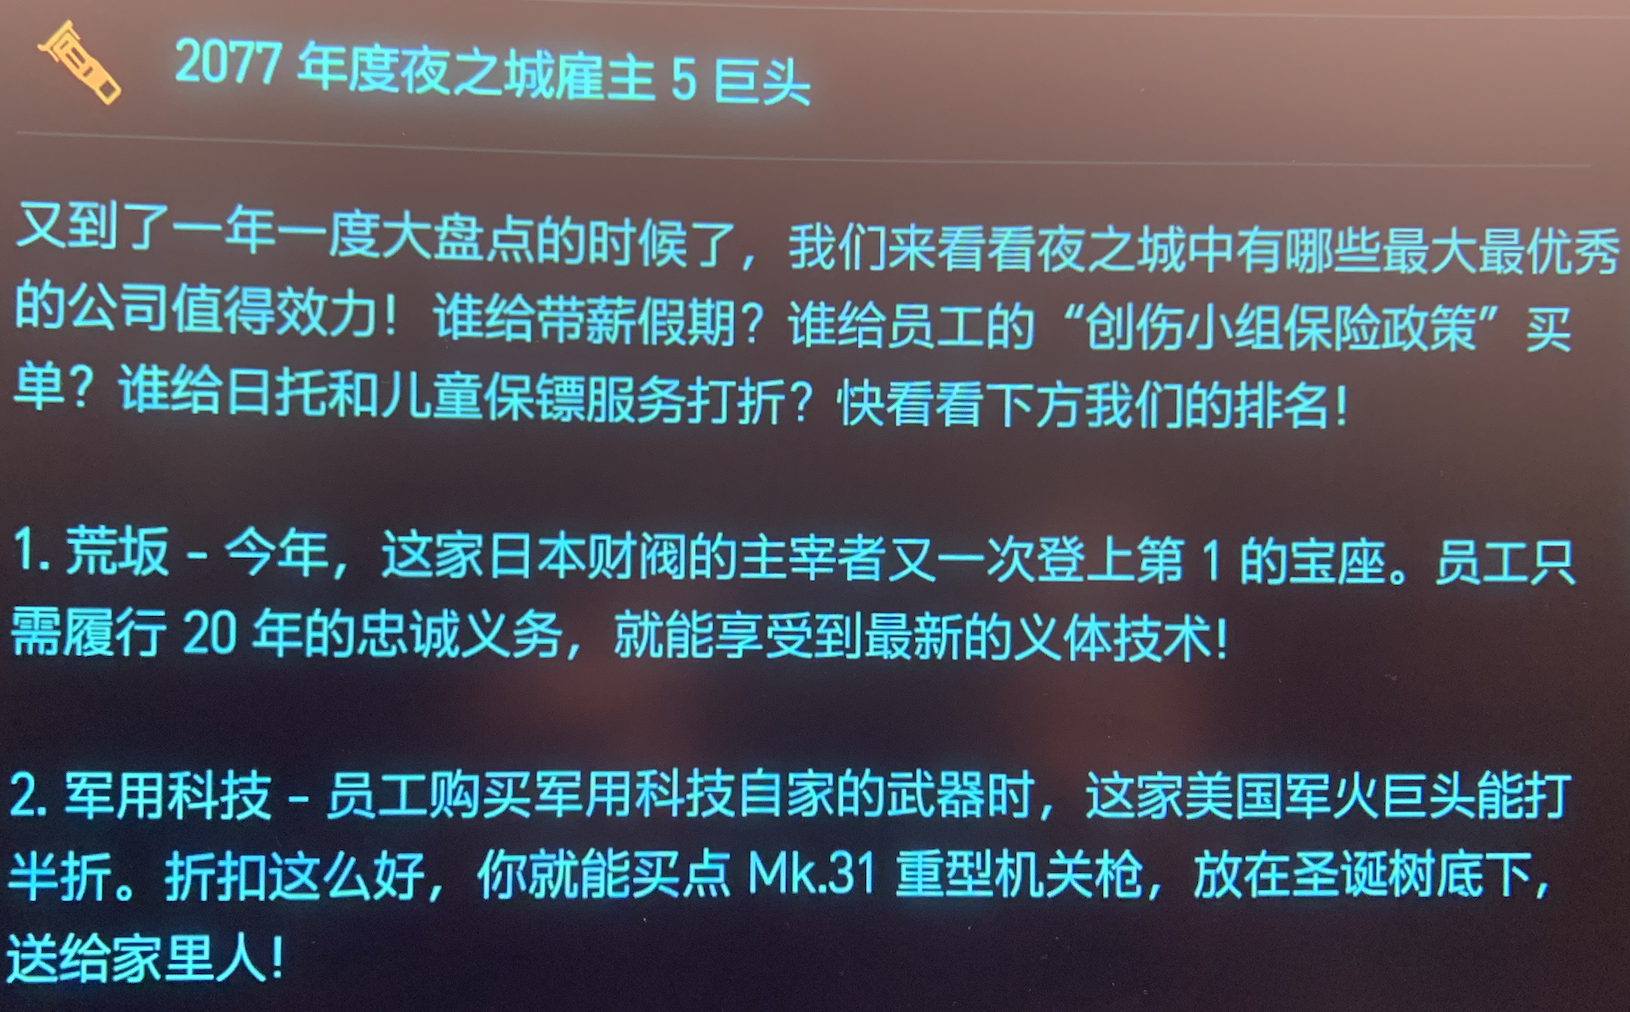 2077 年度夜之城雇主 5 巨头
又到了一年一度大盘点的时候了，我们来看看夜之城中有哪些最大最优秀
的公司值得效力！谁给带薪假期？谁给员工的“创伤小组保险政策”买
单？谁给日托和儿童保镖服务打折？快看看下方我们的排名！
1. 荒坂 – 今年，这家日本财阀的主宰者又一次登上第 1 的宝座。员工只
需履行 20 年的忠诚义务，就能享受到最新的义体技术！
2. 军用科技 – 员工购买军用科技自家的武器时，这家美国军火巨头能打
半折。折扣这么好，你就能买点 Mk.31 重型机关枪，放在圣诞树底下，
送给家里人！